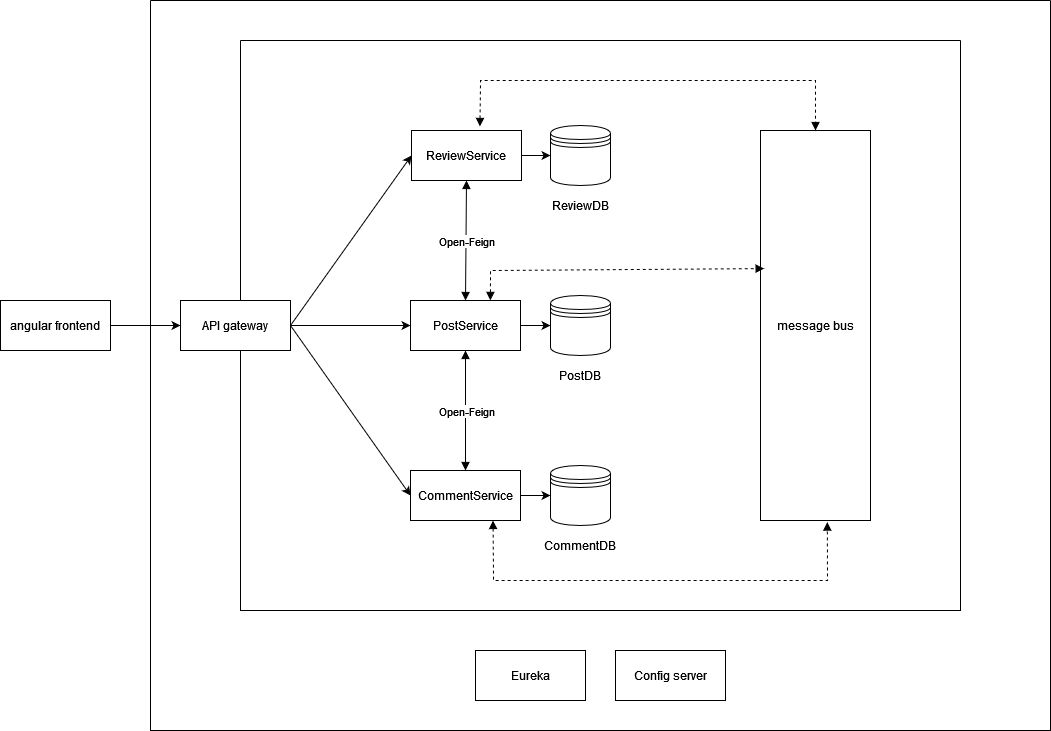 ReviewService
ReviewDB
Open-Feign
angular frontend
API gateway
PostService
message bus
PostDB
Open-Feign
CommentService
CommentDB
Eureka
Config server